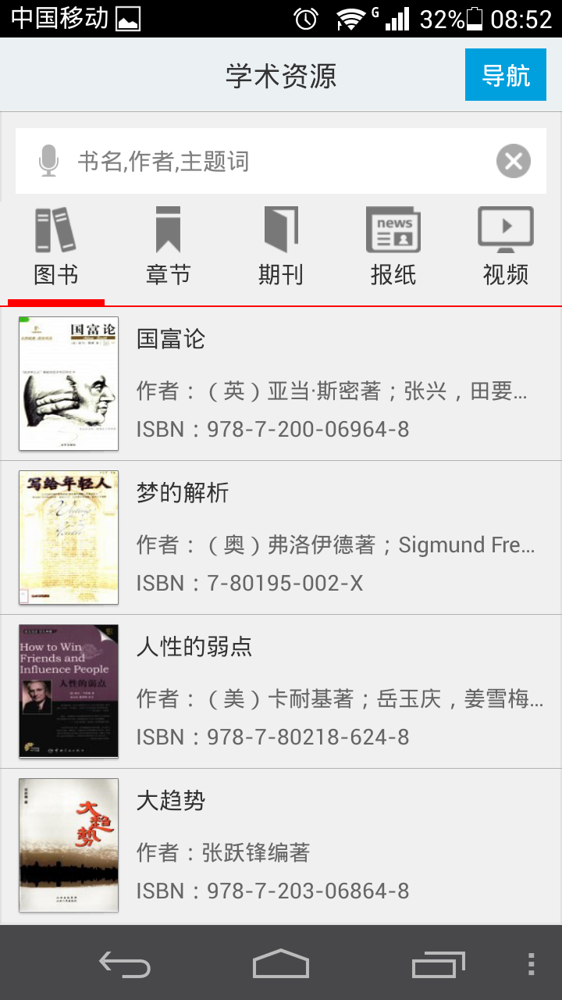 中国移动
G 32% 08:52
学术资源
导航
书名,作者,主题词
news
图书 章节 期刊 报纸 视频
国富论
国富论
作者：（英）亚当·斯密著；张兴，田要...
ISBN：978-7-200-06964-8
写给年轻人
梦的解析
作者：（奥）弗洛伊德著；Sigmund Fre...
ISBN：7-80195-002-X
How to Win
Friends and
Influence People
人性的弱点
人性的弱点
作者：（美）卡耐基著；岳玉庆，姜雪梅...
ISBN：978-7-80218-624-8
大趋势
大趋势
作者：张跃锋编著
ISBN：978-7-203-06864-8